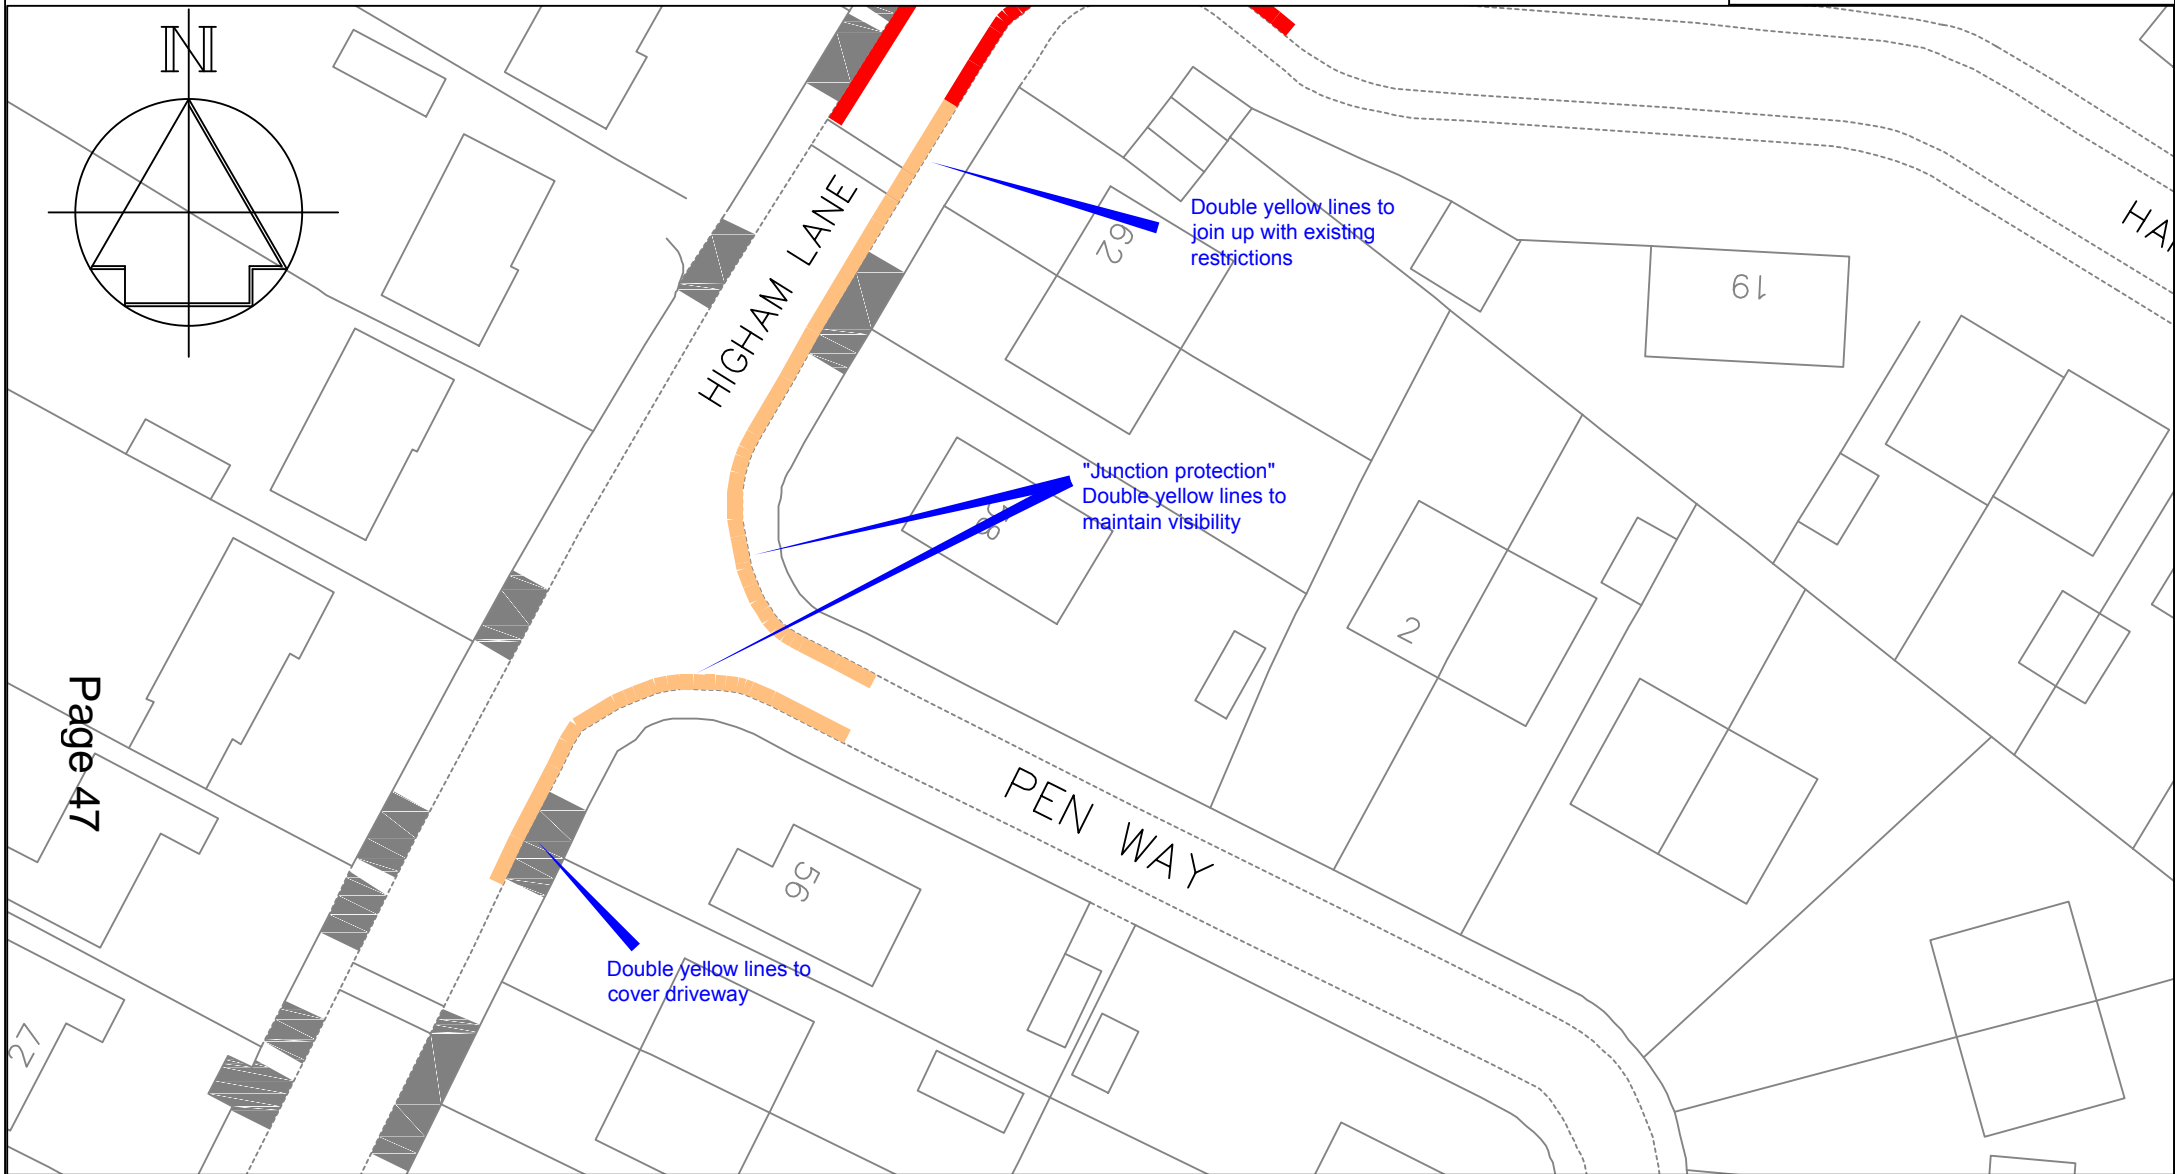 N
HIGHAM LANE
62
Double yellow lines to
join up with existing
restrictions
19
HA
"Junction protection"
Double yellow lines to
maintain visibility
2
Page 47
PEN WAY
56
Double yellow lines to
cover driveway
27